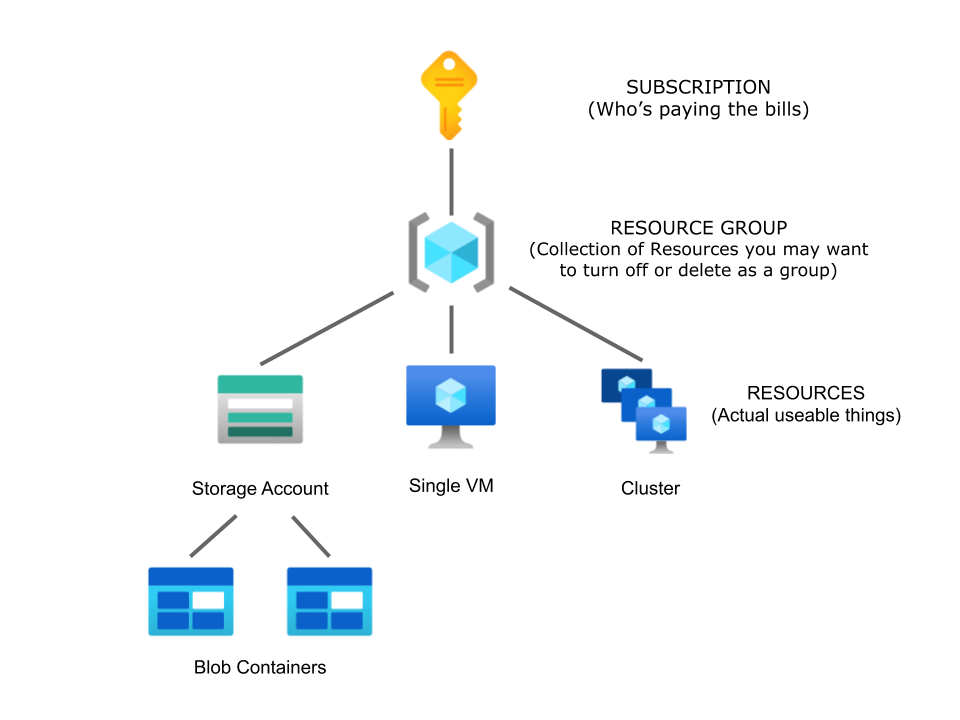 SUBSCRIPTION
(Who’s paying the bills)
RESOURCE GROUP
(Collection of Resources you may want
to turn off or delete as a group)
RESOURCES
(Actual useable things)
Storage Account
Single VM
Cluster
Blob Containers